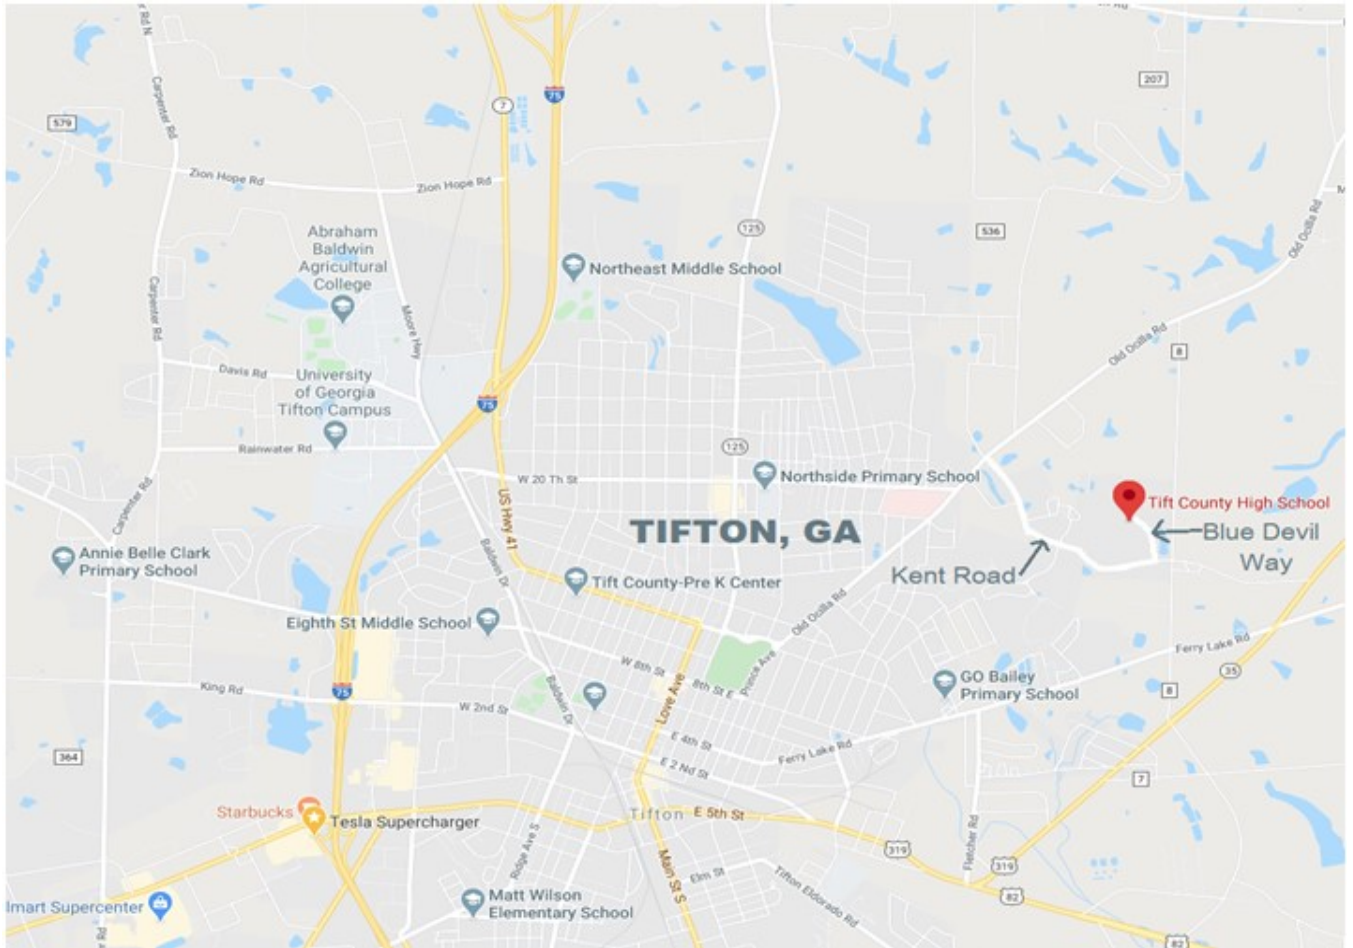 r Rd N
207
7
75
579
Carpenter Rd
Zion Hope Rd
Zion Hope Rd
Old Ocilla Rd
125
536
Abraham
Baldwin
Agricultural
College
Northeast Middle School
Carpenter Rd
Moore Hwy
Old Ocilla Rd
8
Davis Rd
University
of Georgia
Tifton Campus
75
Rainwater Rd
125
W 20 Th St
Northside Primary School
Carpenter Rd
US Hwy 41
TIFTON, GA
Tift County High School
Blue Devil
Way
Kent Road
Annie Belle Clark
Primary School
Baldwin Dr
Tift County-Pre K Center
Old Ocilla Rd
Eighth St Middle School
W 8th St
8th St E
Prince Ave
Ferry Lake Rd
35
GO Bailey
Primary School
8
King Rd
75
W 2nd St
Baldwin Dr
Love Ave
E 4th St
Ferry Lake Rd
E 2 Nd St
364
7
Starbucks
Tesla Supercharger
Tifton
E 5th St
Ridge Ave S
Main St S
319
Fletcher Rd
319
Elm St
Tifton Eldorado Rd
82
lmart Supercenter
Matt Wilson
Elementary School
r Rd
82